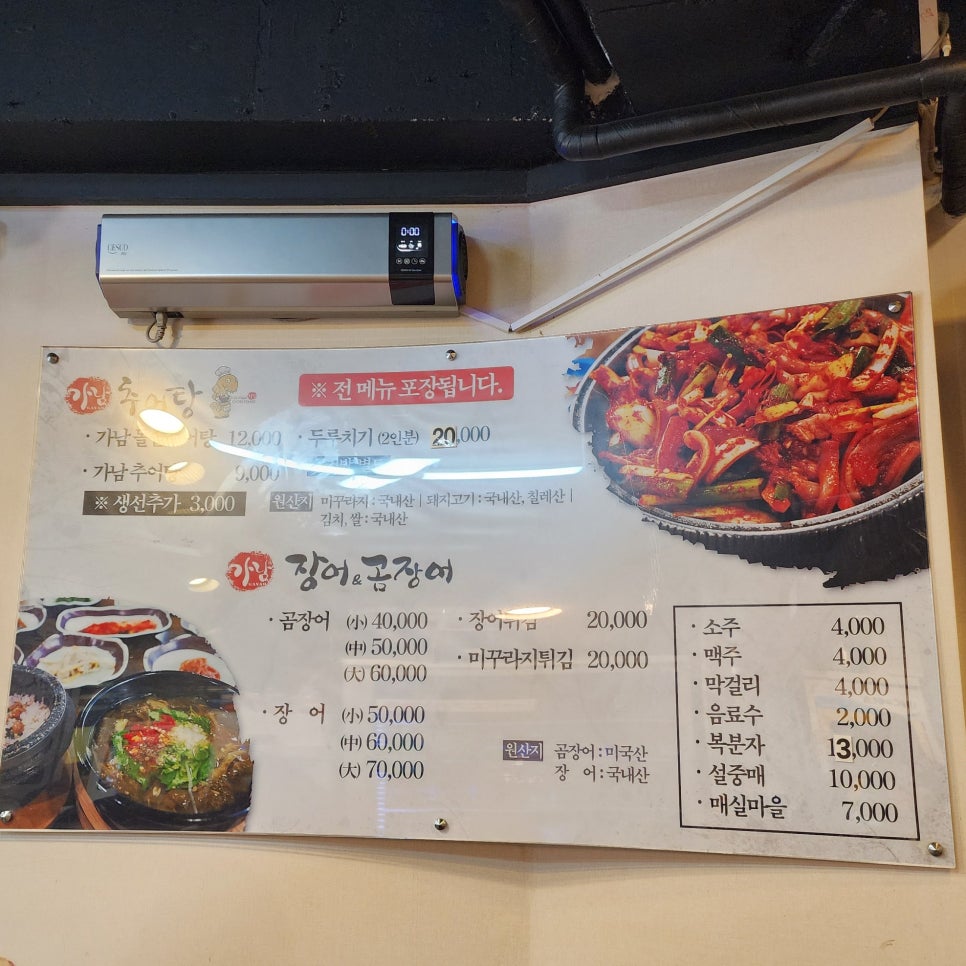 0:00
가남 추어탕
※ 전 메뉴 포장됩니다.
· 가남 12,000
· 두루치기 (2인분) 20,000
· 가남 추어탕 9,000
※ 생선추가 3,000
원산지 미꾸라지 : 국내산 | 돼지고기 : 국내산, 칠레산 |
김치, 쌀 : 국내산
가남 장어&곰장어
· 곰장어 (小) 40,000
(中) 50,000
(大) 60,000
· 장 어 (小) 50,000
(中) 60,000
(大) 70,000
· 장어튀김 20,000
· 미꾸라지튀김 20,000
원산지 곰장어 : 미국산
장 어 : 국내산
· 소주 4,000
· 맥주 4,000
· 막걸리 4,000
· 음료수 2,000
· 복분자 13,000
· 설중매 10,000
· 매실마을 7,000